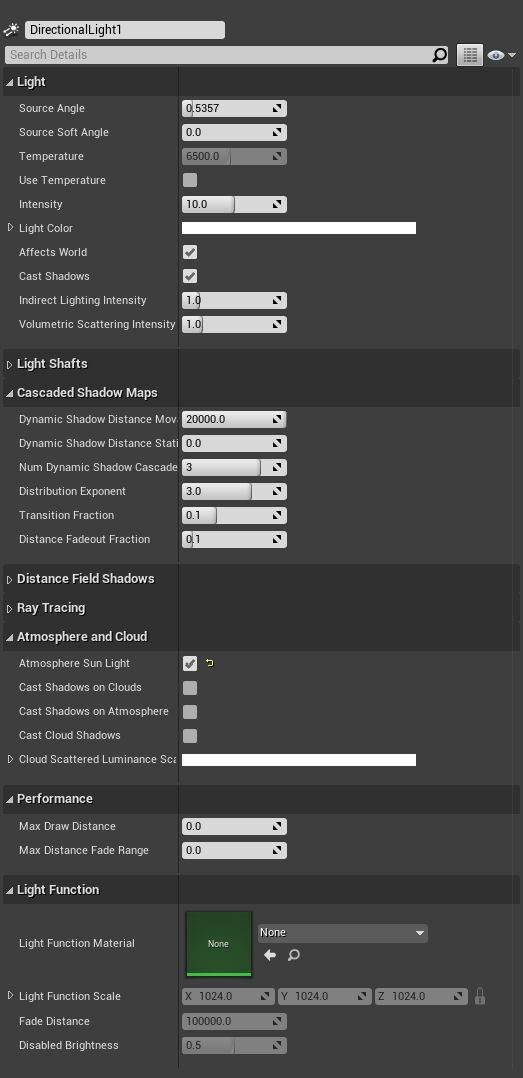 DirectionalLight1
Search Details
Light
Source Angle 0.5357
Source Soft Angle 0.0
Temperature 6500.0
Use Temperature
Intensity 10.0
Light Color
Affects World
Cast Shadows
Indirect Lighting Intensity 1.0
Volumetric Scattering Intensity 1.0
Light Shafts
Cascaded Shadow Maps
Dynamic Shadow Distance Mov 20000.0
Dynamic Shadow Distance Stati 0.0
Num Dynamic Shadow Cascade 3
Distribution Exponent 3.0
Transition Fraction 0.1
Distance Fadeout Fraction 0.1
Distance Field Shadows
Ray Tracing
Atmosphere and Cloud
Atmosphere Sun Light
Cast Shadows on Clouds
Cast Shadows on Atmosphere
Cast Cloud Shadows
Cloud Scattered Luminance Sca
Performance
Max Draw Distance 0.0
Max Distance Fade Range 0.0
Light Function
Light Function Material None None
Light Function Scale X 1024.0 Y 1024.0 Z 1024.0
Fade Distance 100000.0
Disabled Brightness 0.5